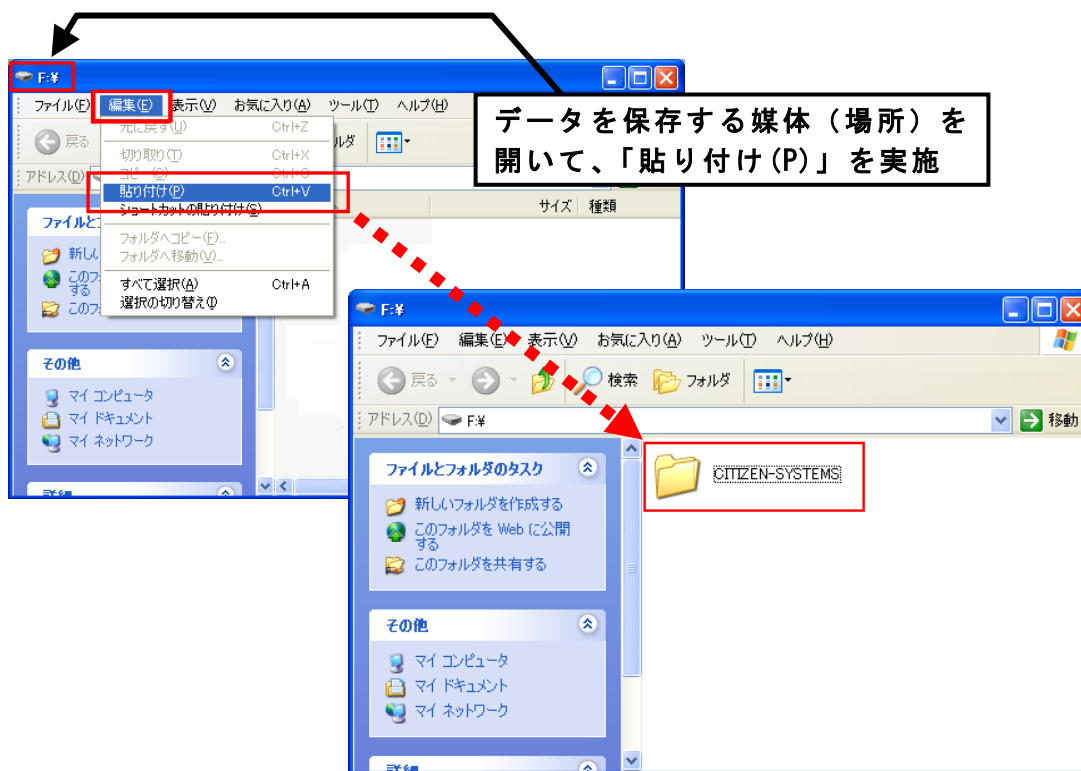 F:¥
ファイル(F) 編集(E) 表示(V) お気に入り(A) ツール(T) ヘルプ(H)
データを保存する媒体（場所）を
開いて、「貼り付け(P)」を実施
戻る
元に戻す(U) Ctrl+Z
切り取り(T) Ctrl+X
コピー(C) Ctrl+C
貼り付け(P) Ctrl+V
ショートカットの貼り付け(S)
フォルダへコピー(F)...
フォルダへ移動(V)...
すべて選択(A) Ctrl+A
選択の切り替え(I)
アドレス(D)
サイズ 種類
その他
マイ コンピュータ
マイ ドキュメント
マイ ネットワーク
F:¥
ファイル(F) 編集(E) 表示(V) お気に入り(A) ツール(T) ヘルプ(H)
戻る 検索 フォルダ
アドレス(D) F:¥ 移動
ファイルとフォルダのタスク
新しいフォルダを作成する
このフォルダを Web に公開
する
このフォルダを共有する
CITIZEN-SYSTEMS
その他
マイ コンピュータ
マイ ドキュメント
マイ ネットワーク
詳細